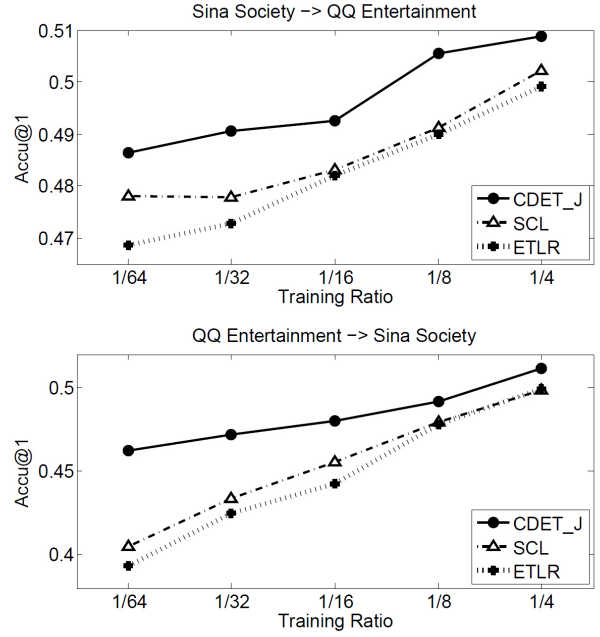 Sina Society −> QQ Entertainment
0.51
0.5
0.49
0.48
0.47
Accu@1
CDET_J
SCL
ETLR
1/64 1/32 1/16 1/8 1/4
Training Ratio
QQ Entertainment −> Sina Society
0.5
0.45
0.4
Accu@1
CDET_J
SCL
ETLR
1/64 1/32 1/16 1/8 1/4
Training Ratio